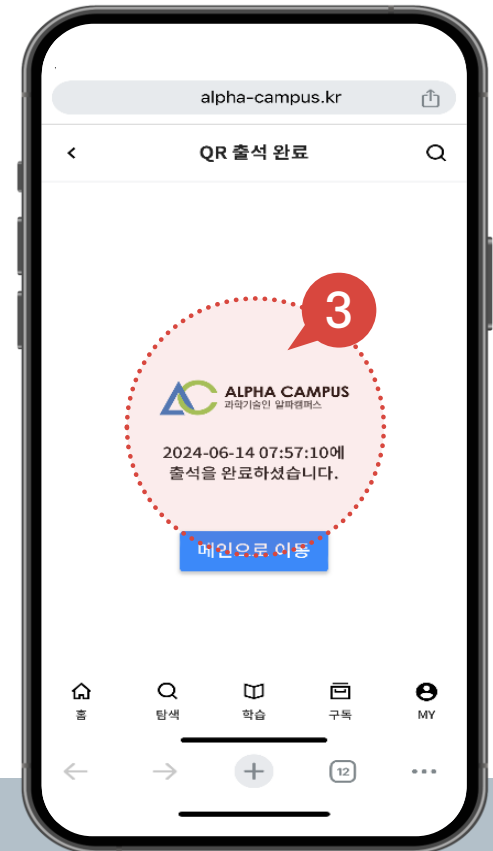 alpha-campus.kr
QR 출석 완료
3
ALPHA CAMPUS
과학기술인 알파캠퍼스
2024-06-14 07:57:10에
출석을 완료하셨습니다.
메인으로 이동
홈 탐색 학습 구독 MY
12